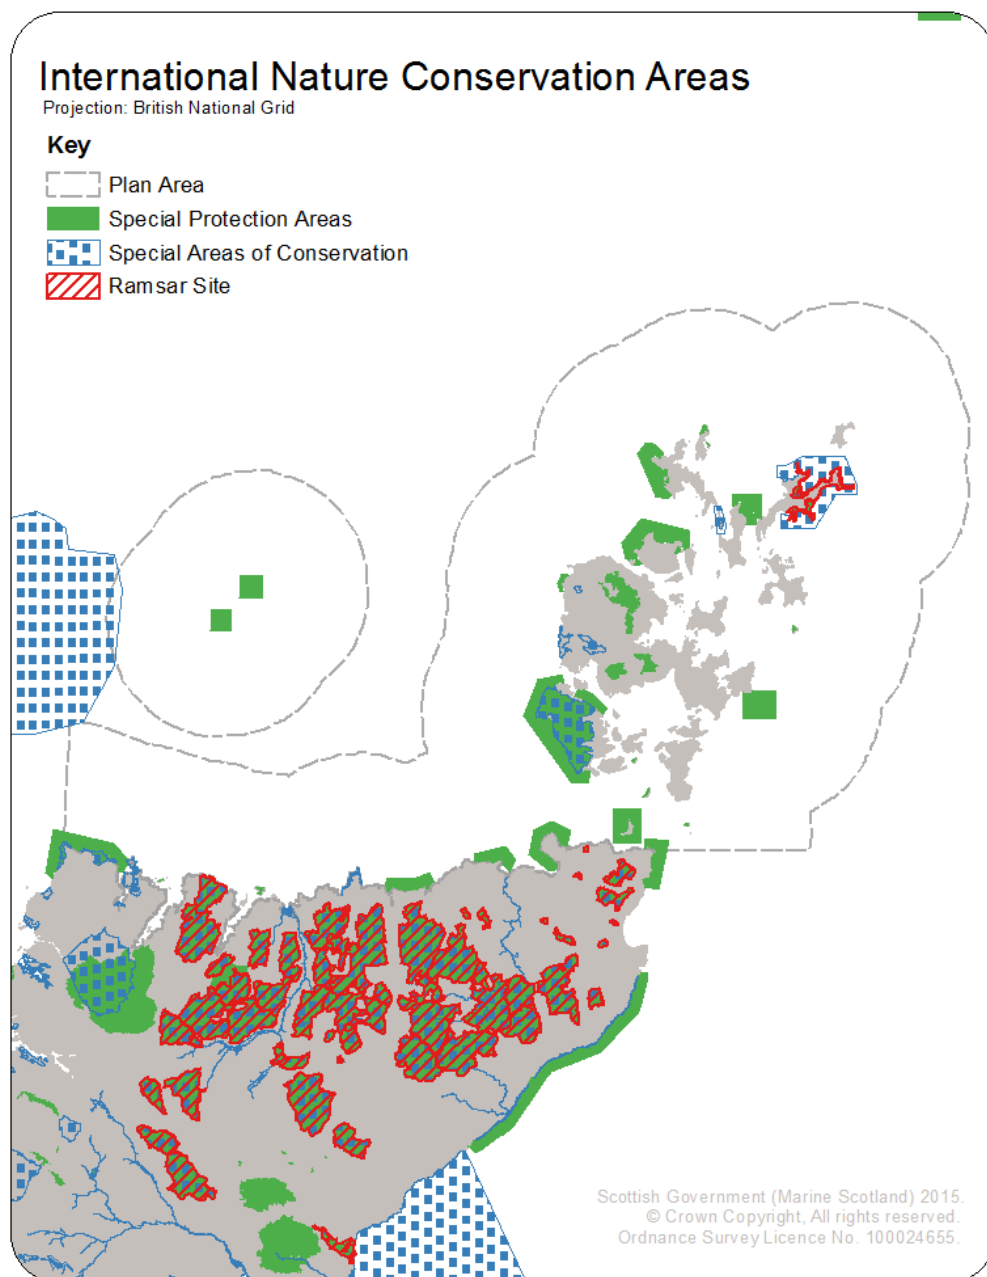 International Nature Conservation Areas
Projection: British National Grid
Key
Plan Area
Special Protection Areas
Special Areas of Conservation
Ramsar Site
Scottish Government (Marine Scotland) 2015.
© Crown Copyright, All rights reserved.
Ordnance Survey Licence No. 100024655.